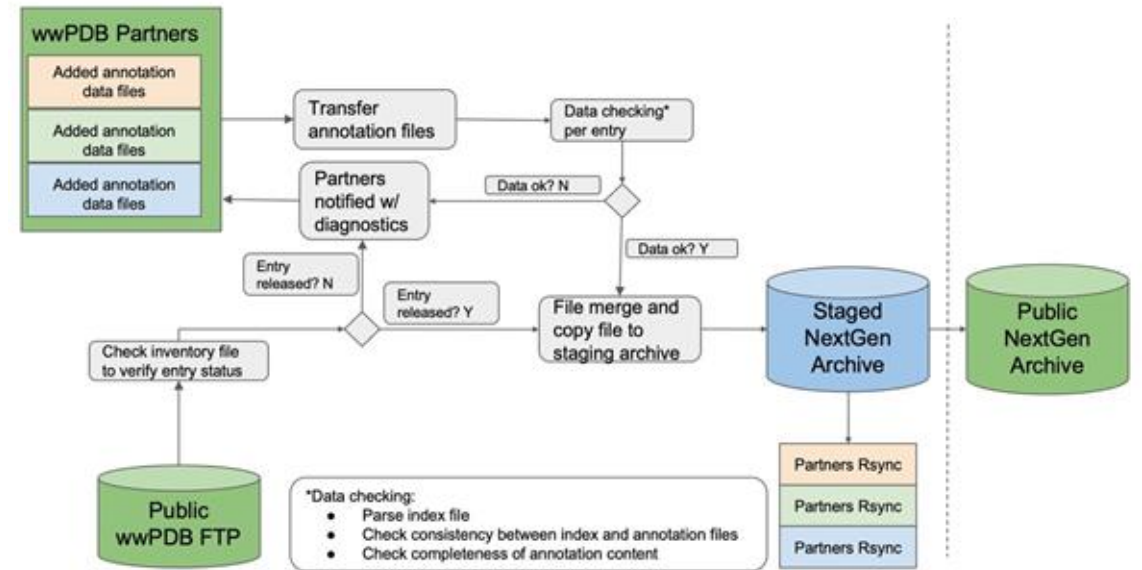 wwPDB Partners
Added annotation
data files
Added annotation
data files
Added annotation
data files
Transfer
annotation files
Data checking*
per entry
Partners
notified w/
diagnostics
Data ok? N
Data ok? Y
Entry
released? N
Entry
released? Y
File merge and
copy file to
staging archive
Staged
NextGen
Archive
Public
NextGen
Archive
Check inventory file
to verify entry status
Public
wwPDB FTP
*Data checking:
● Parse index file
● Check consistency between index and annotation files
● Check completeness of annotation content
Partners Rsync
Partners Rsync
Partners Rsync